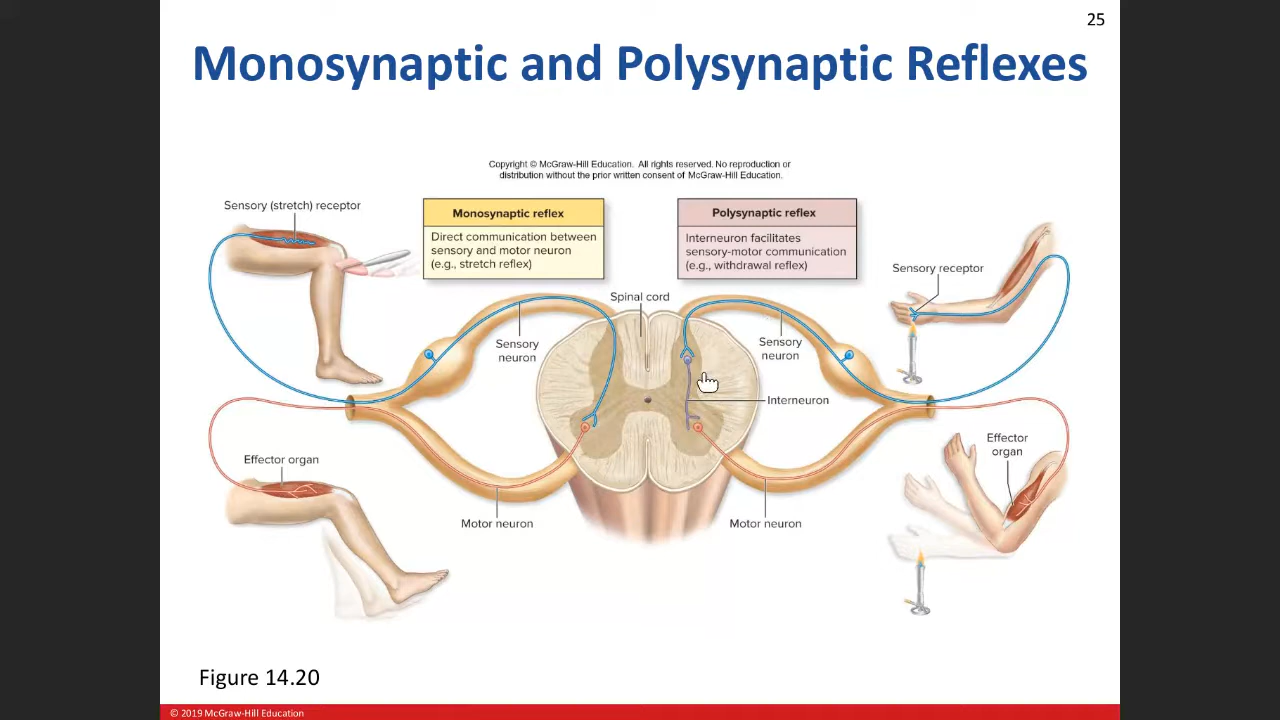 25
Monosynaptic and Polysynaptic Reflexes
Copyright © McGraw-Hill Education. All rights reserved. No reproduction or
distribution without the prior written consent of McGraw-Hill Education.
Sensory (stretch) receptor
Monosynaptic reflex
Direct communication between
sensory and motor neuron
(e.g., stretch reflex)
Polysynaptic reflex
Interneuron facilitates
sensory-motor communication
(e.g., withdrawal reflex)
Sensory receptor
Spinal cord
Sensory
neuron
Sensory
neuron
Interneuron
Effector organ
Effector
organ
Motor neuron
Motor neuron
Figure 14.20
© 2019 McGraw-Hill Education